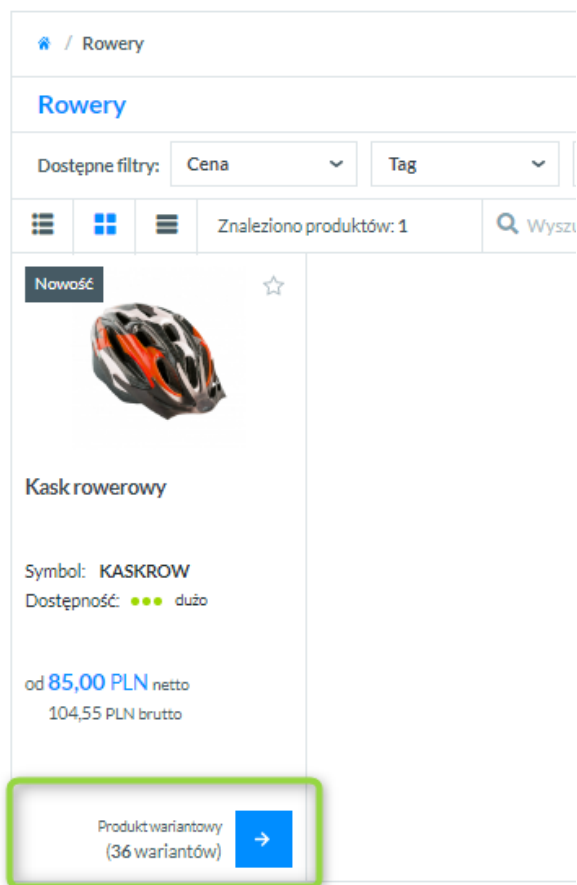 / Rowery
Rowery
Dostępne filtry: Cena Tag
Znaleziono produktów: 1
Nowość
Kask rowerowy
Symbol: KASKROW
Dostępność: dużo
od 85,00 PLN netto
104,55 PLN brutto
Produkt wariantowy
(36 wariantów)